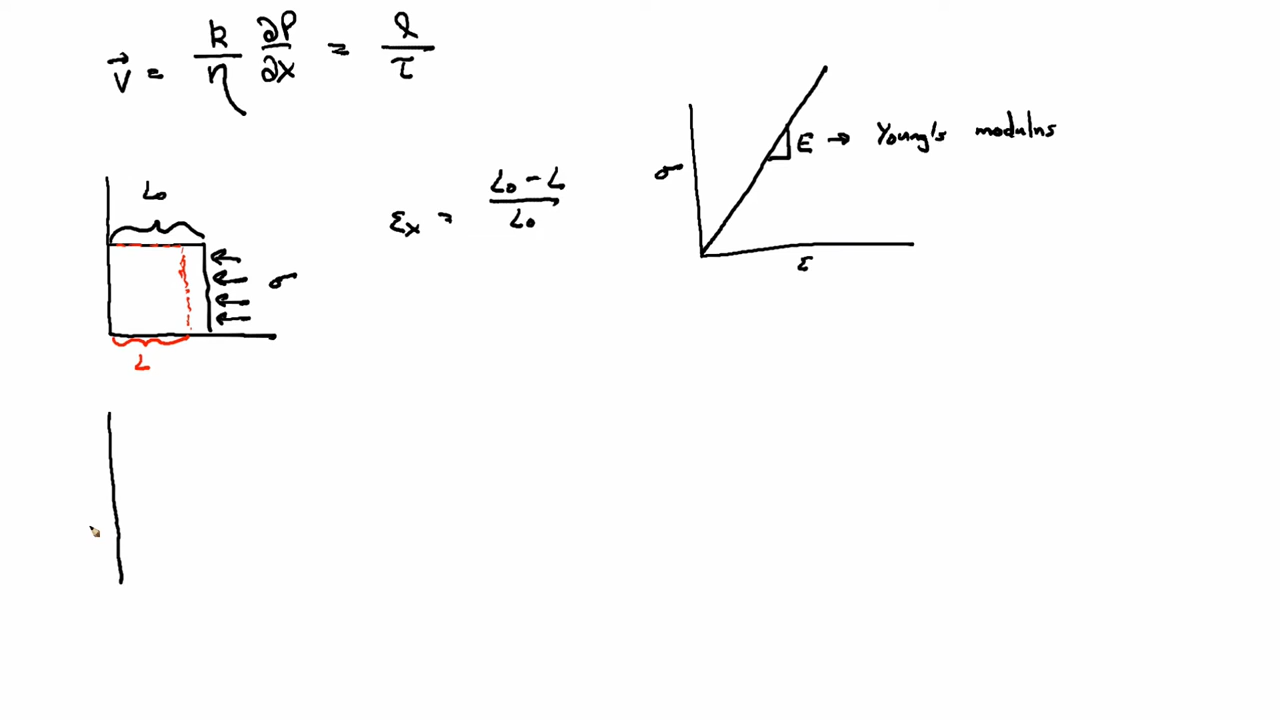 V⃗ = k/η ∂P/∂x = l/τ
L₀
εₓ = (L₀ - L)/L₀
σ
L
σ
E → Young's modulus
ε